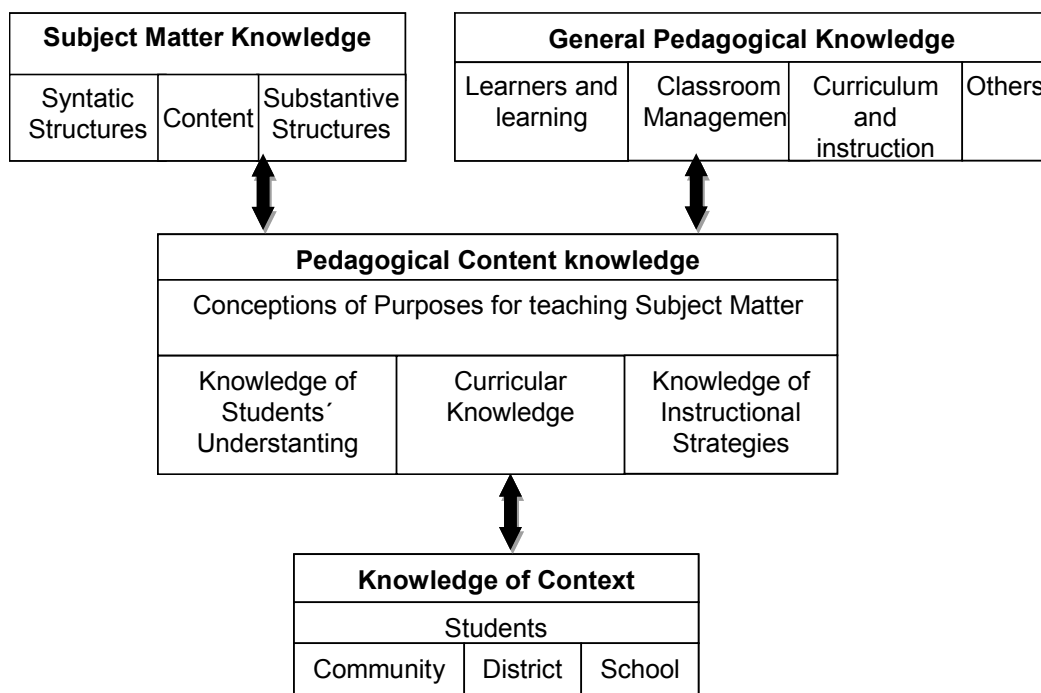 Subject Matter Knowledge
Syntatic
Structures
Content
Substantive
Structures
General Pedagogical Knowledge
Learners and
learning
Classroom
Managemen
Curriculum
and
instruction
Others
Pedagogical Content knowledge
Conceptions of Purposes for teaching Subject Matter
Knowledge of
Students´
Understanting
Curricular
Knowledge
Knowledge of
Instructional
Strategies
Knowledge of Context
Students
Community
District
School